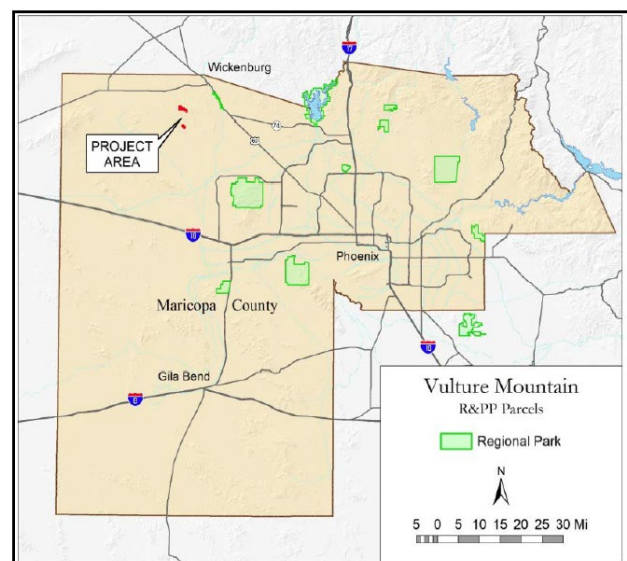 17
Wickenburg
74
60
PROJECT
AREA
10
Phoenix
Maricopa County
10
Gila Bend
8
Vulture Mountain
R&PP Parcels
Regional Park
N
5 0 5 10 15 20 25 30 Mi